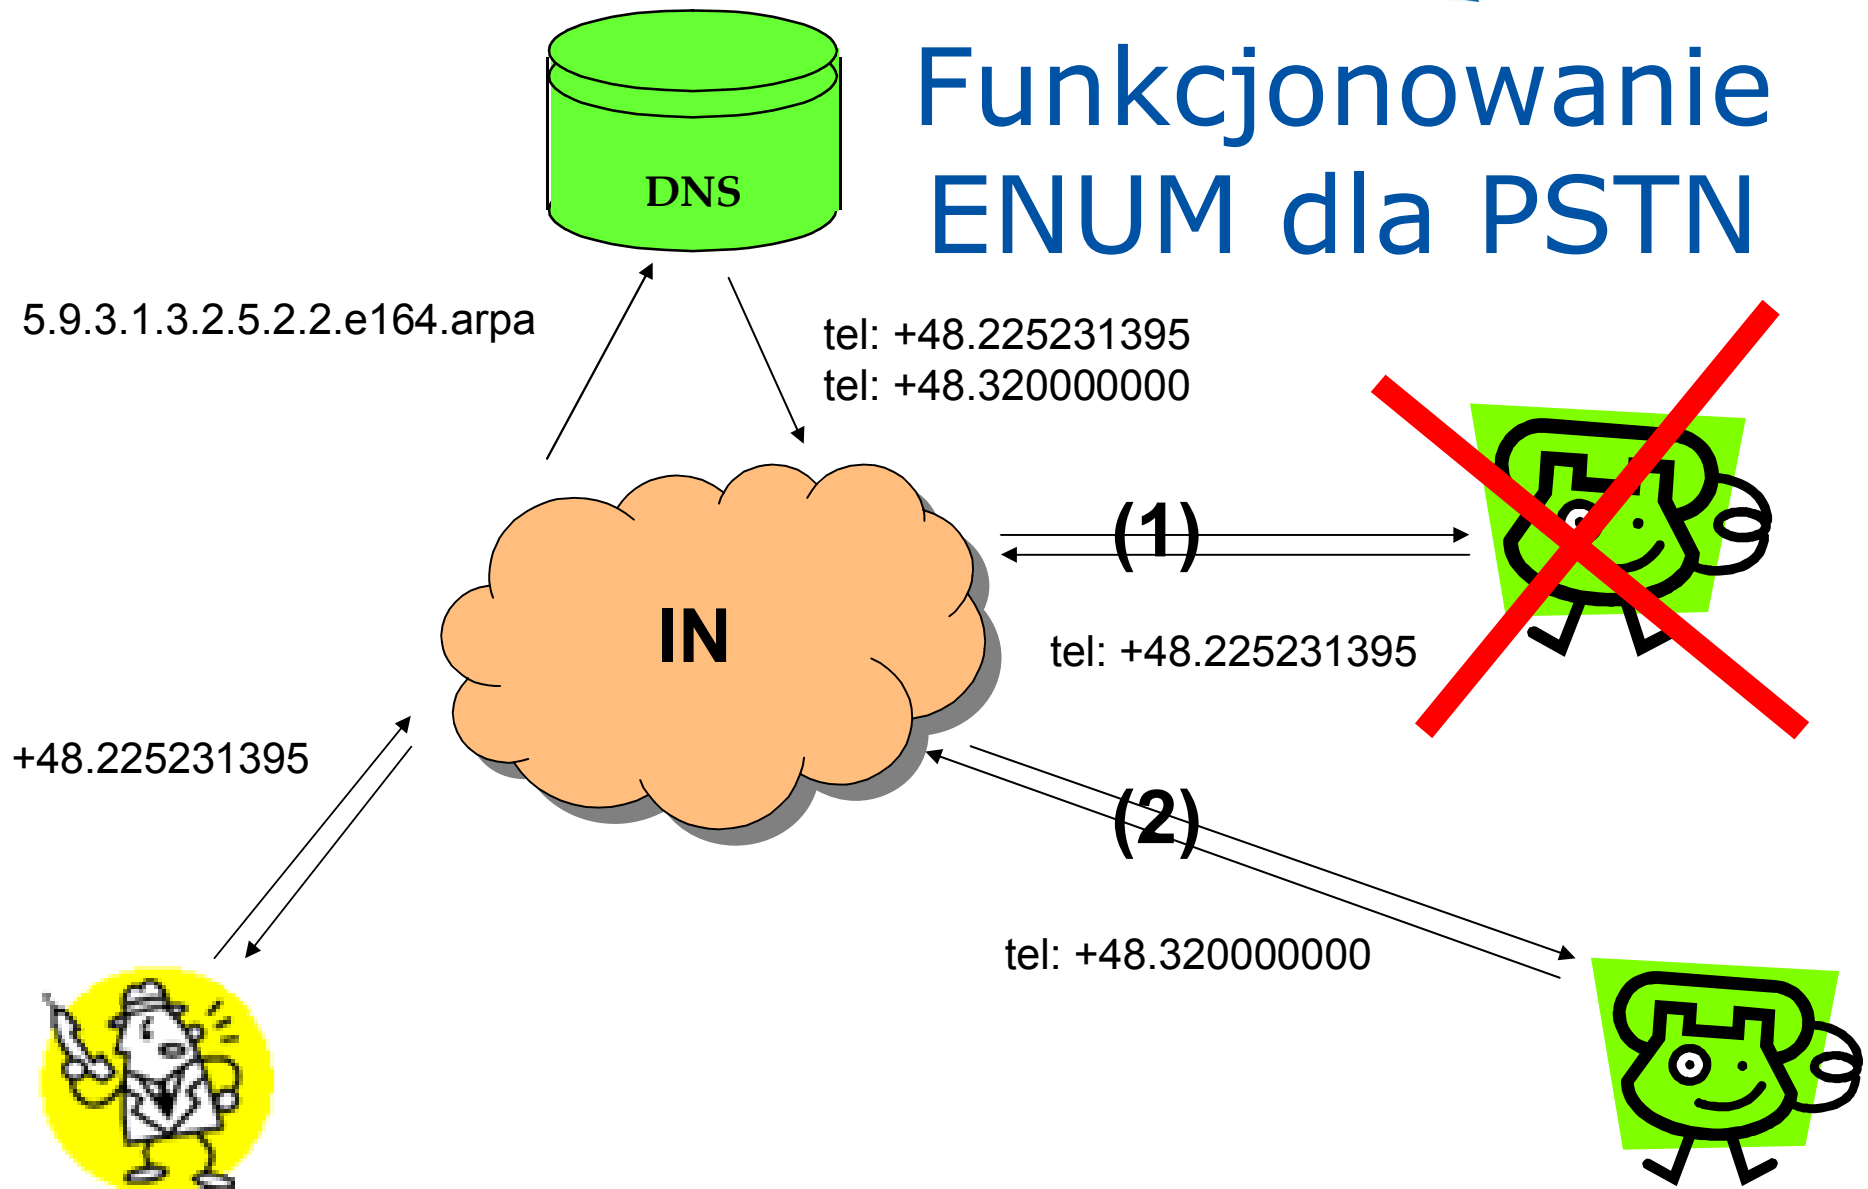 Funkcjonowanie
ENUM dla PSTN
DNS
5.9.3.1.3.2.5.2.2.e164.arpa
tel: +48.225231395
tel: +48.320000000
(1)
IN
tel: +48.225231395
+48.225231395
(2)
tel: +48.320000000